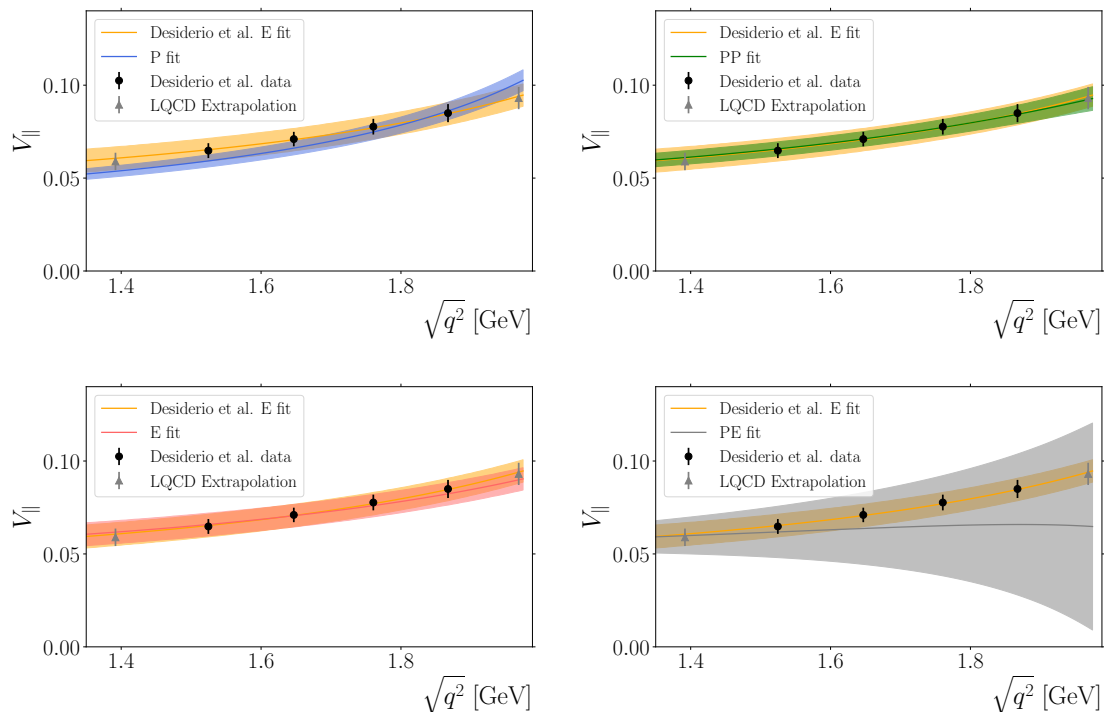 Desiderio et al. E fit
P fit
Desiderio et al. data
LQCD Extrapolation
V∥
0.10
0.05
0.00
1.4 1.6 1.8
√q² [GeV]
Desiderio et al. E fit
PP fit
Desiderio et al. data
LQCD Extrapolation
V∥
0.10
0.05
0.00
1.4 1.6 1.8
√q² [GeV]
Desiderio et al. E fit
E fit
Desiderio et al. data
LQCD Extrapolation
V∥
0.10
0.05
0.00
1.4 1.6 1.8
√q² [GeV]
Desiderio et al. E fit
PE fit
Desiderio et al. data
LQCD Extrapolation
V∥
0.10
0.05
0.00
1.4 1.6 1.8
√q² [GeV]